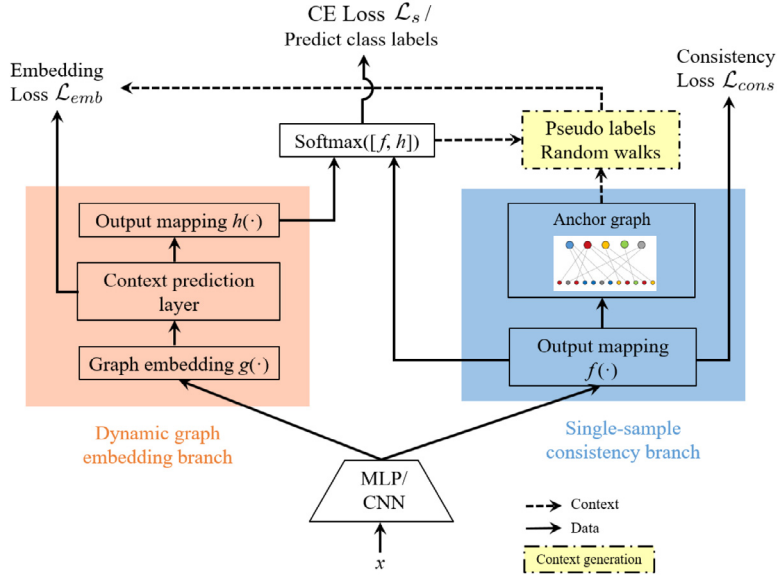 CE Loss ℒₛ /
Predict class labels
Embedding
Loss ℒₑₘb
Consistency
Loss ℒcons
Softmax([f, h])
Pseudo labels
Random walks
Output mapping h(·)
Context prediction
layer
Graph embedding g(·)
Anchor graph
Output mapping
f(·)
Dynamic graph
embedding branch
Single-sample
consistency branch
MLP/
CNN
x
Context
Data
Context generation